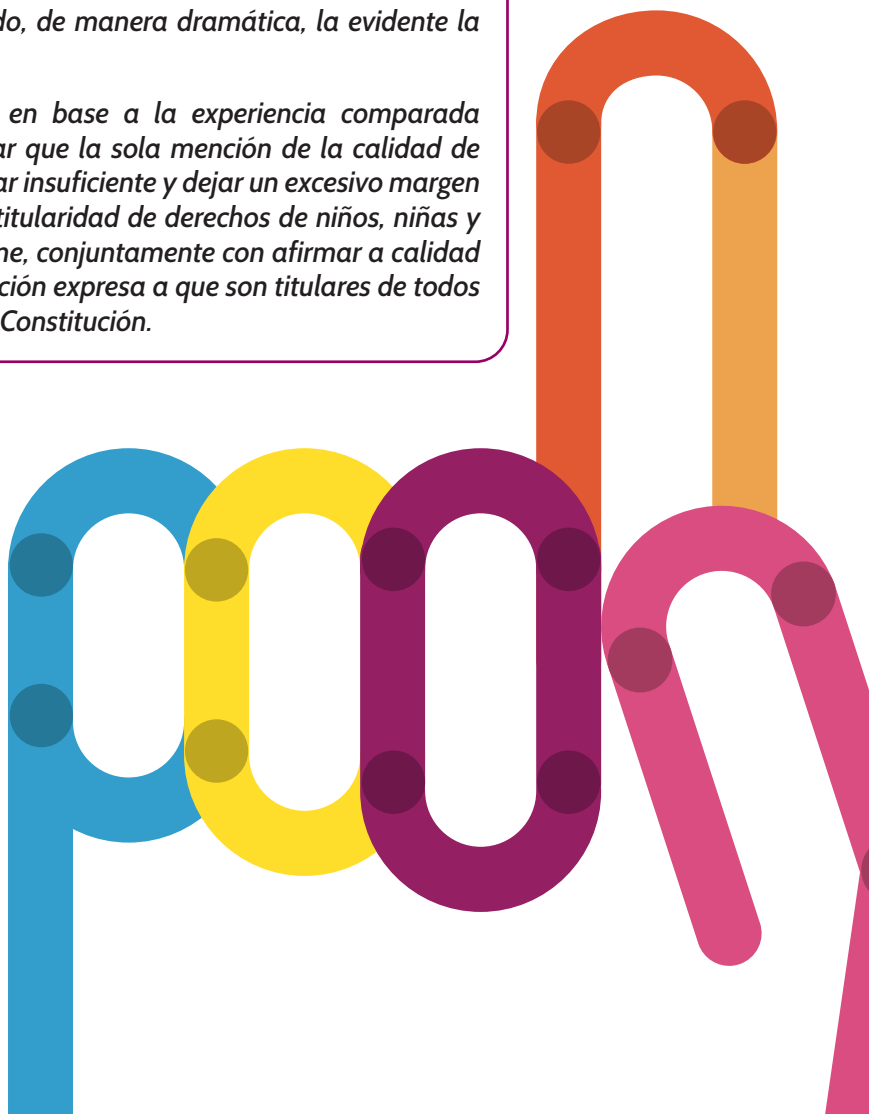 do, de manera dramática, la evidente la
en base a la experiencia comparada
ar que la sola mención de la calidad de
ar insuficiente y dejar un excesivo margen
titularidad de derechos de niños, niñas y
ne, conjuntamente con afirmar a calidad
ción expresa a que son titulares de todos
Constitución.